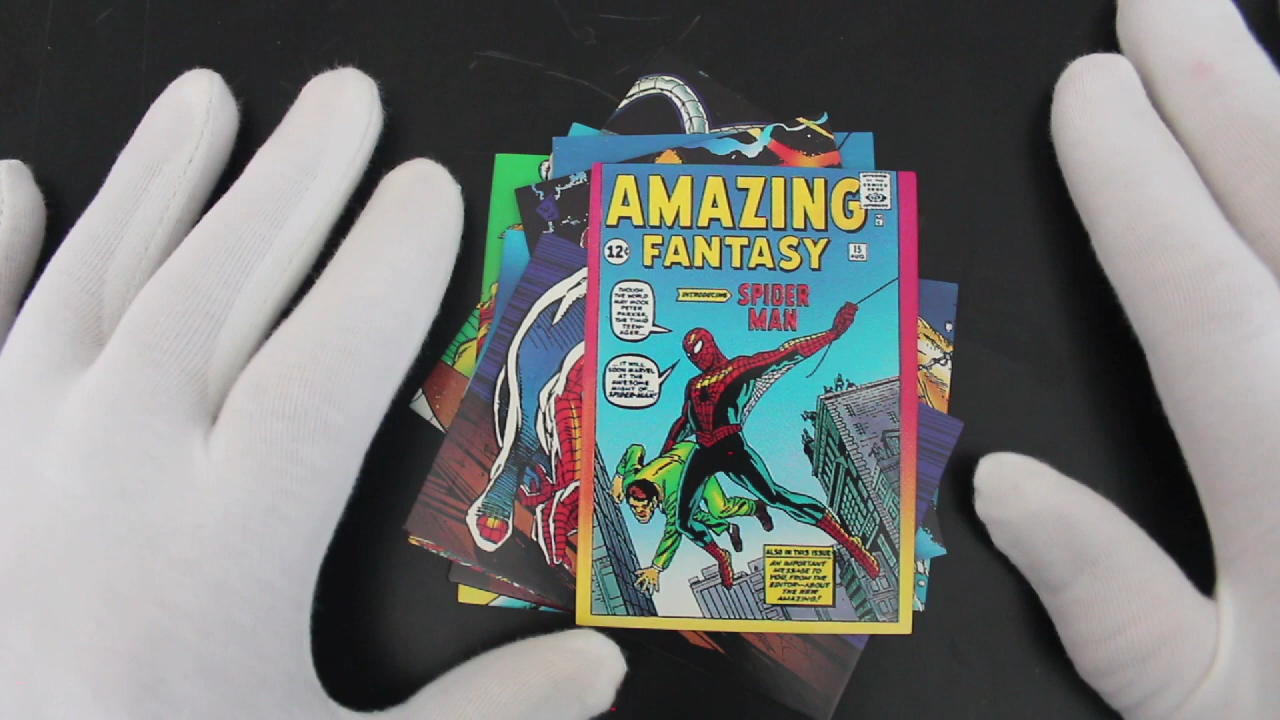 AMAZING
FANTASY
12¢
15
AUG
INTRODUCING
SPIDER
MAN
THOUGH
THE WORLD
MAY MOCK
PETER
PARKER,
THE TIMID
TEEN-
AGER...
...IT WILL
SOON MARVEL
AT THE
AWESOME
MIGHT OF...
SPIDER-MAN!
ALSO IN THIS ISSUE:
AN IMPORTANT
MESSAGE TO
YOU, FROM THE
EDITOR--ABOUT
THE NEW
AMAZING!